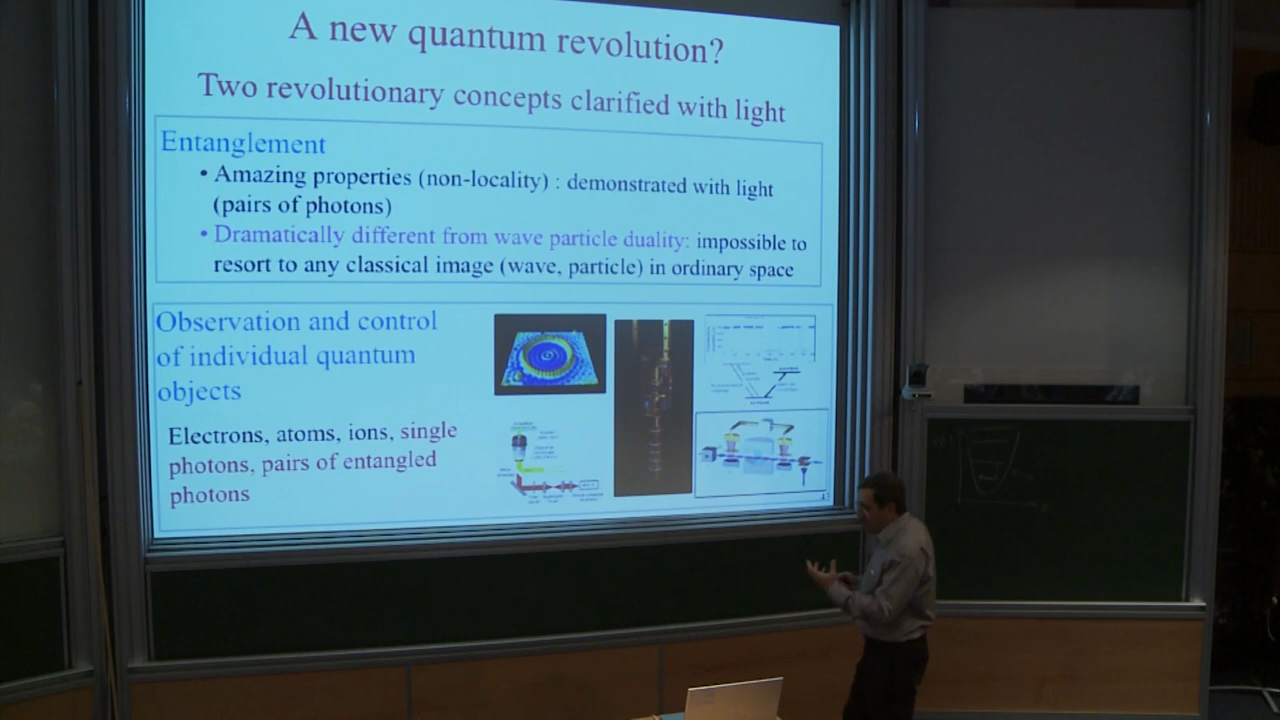 A new quantum revolution?
Two revolutionary concepts clarified with light
Entanglement
• Amazing properties (non-locality) : demonstrated with light
(pairs of photons)
• Dramatically different from wave particle duality: impossible to
resort to any classical image (wave, particle) in ordinary space
Observation and control
of individual quantum
objects
Electrons, atoms, ions, single
photons, pairs of entangled
photons